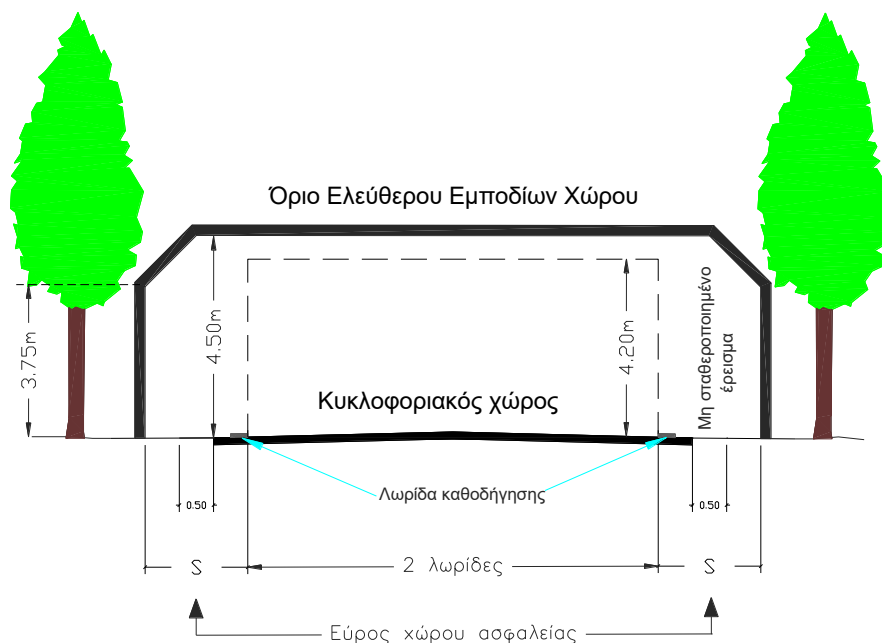 Όριο Ελεύθερου Εμποδίων Χώρου
3.75m
4.50m
4.20m
Μη σταθεροποιημένο
έρεισμα
Κυκλοφοριακός χώρος
Λωρίδα καθοδήγησης
0.50
0.50
S
2 λωρίδες
S
Εύρος χώρου ασφαλείας